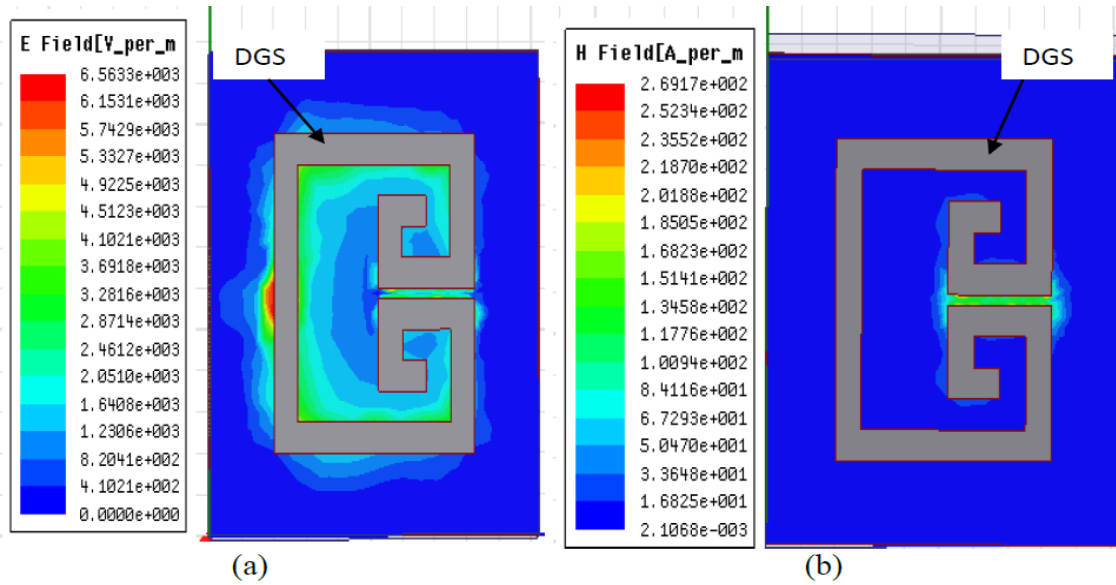 E Field[V_per_m
6.5633e+003
6.1531e+003
5.7429e+003
5.3327e+003
4.9225e+003
4.5123e+003
4.1021e+003
3.6918e+003
3.2816e+003
2.8714e+003
2.4612e+003
2.0510e+003
1.6408e+003
1.2306e+003
8.2041e+002
4.1021e+002
0.0000e+000
DGS
(a)
H Field[A_per_m
2.6917e+002
2.5234e+002
2.3552e+002
2.1870e+002
2.0188e+002
1.8505e+002
1.6823e+002
1.5141e+002
1.3458e+002
1.1776e+002
1.0094e+002
8.4116e+001
6.7293e+001
5.0470e+001
3.3648e+001
1.6825e+001
2.1068e-003
DGS
(b)